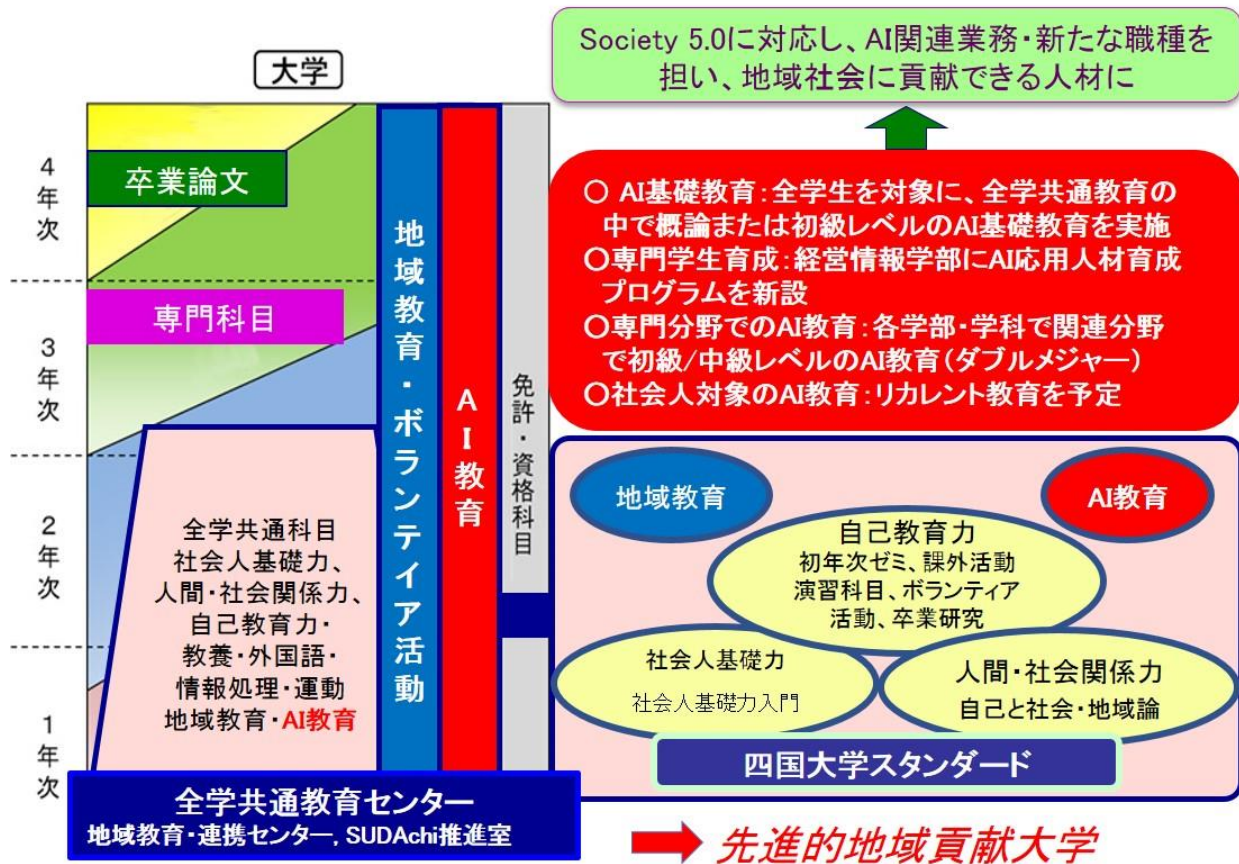 大学
4年次
3年次
2年次
1年次
卒業論文
専門科目
全学共通科目
社会人基礎力、
人間・社会関係力、
自己教育力・
教養・外国語・
情報処理・運動
地域教育・AI教育
地域教育・ボランテイア活動
AI教育
免許・資格科目
全学共通教育センター
地域教育・連携センター, SUDAchi推進室
Society 5.0に対応し、AI関連業務・新たな職種を
担い、地域社会に貢献できる人材に
〇 AI基礎教育：全学生を対象に、全学共通教育の
中で概論または初級レベルのAI基礎教育を実施
〇専門学生育成：経営情報学部にAI応用人材育成
プログラムを新設
〇専門分野でのAI教育：各学部・学科で関連分野
で初級/中級レベルのAI教育(ダブルメジャー)
〇社会人対象のAI教育：リカレント教育を予定
地域教育
AI教育
自己教育力
初年次ゼミ、課外活動
演習科目、ボランティア
活動、卒業研究
社会人基礎力
社会人基礎力入門
人間・社会関係力
自己と社会・地域論
四国大学スタンダード
先進的地域貢献大学